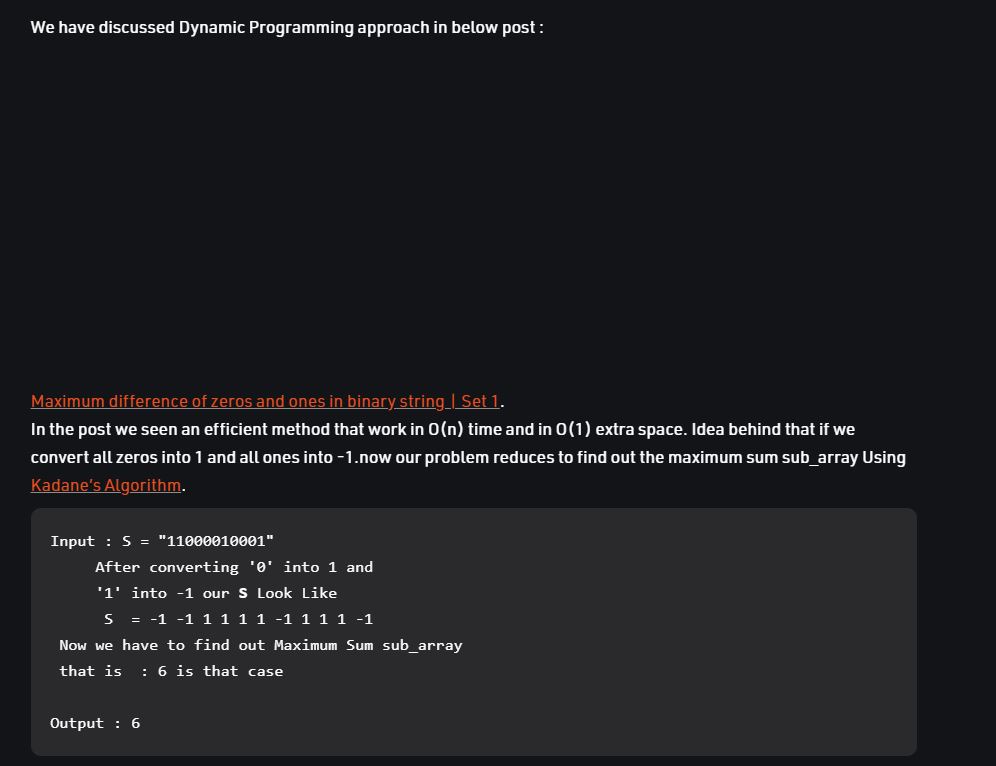 We have discussed Dynamic Programming approach in below post :
Maximum difference of zeros and ones in binary string | Set 1.
In the post we seen an efficient method that work in O(n) time and in O(1) extra space. Idea behind that if we
convert all zeros into 1 and all ones into -1.now our problem reduces to find out the maximum sum sub_array Using
Kadane's Algorithm.
Input : S = "11000010001"
After converting '0' into 1 and
'1' into -1 our S Look Like
S  = -1 -1 1 1 1 1 -1 1 1 1 -1
Now we have to find out Maximum Sum sub_array
that is  : 6 is that case
Output : 6